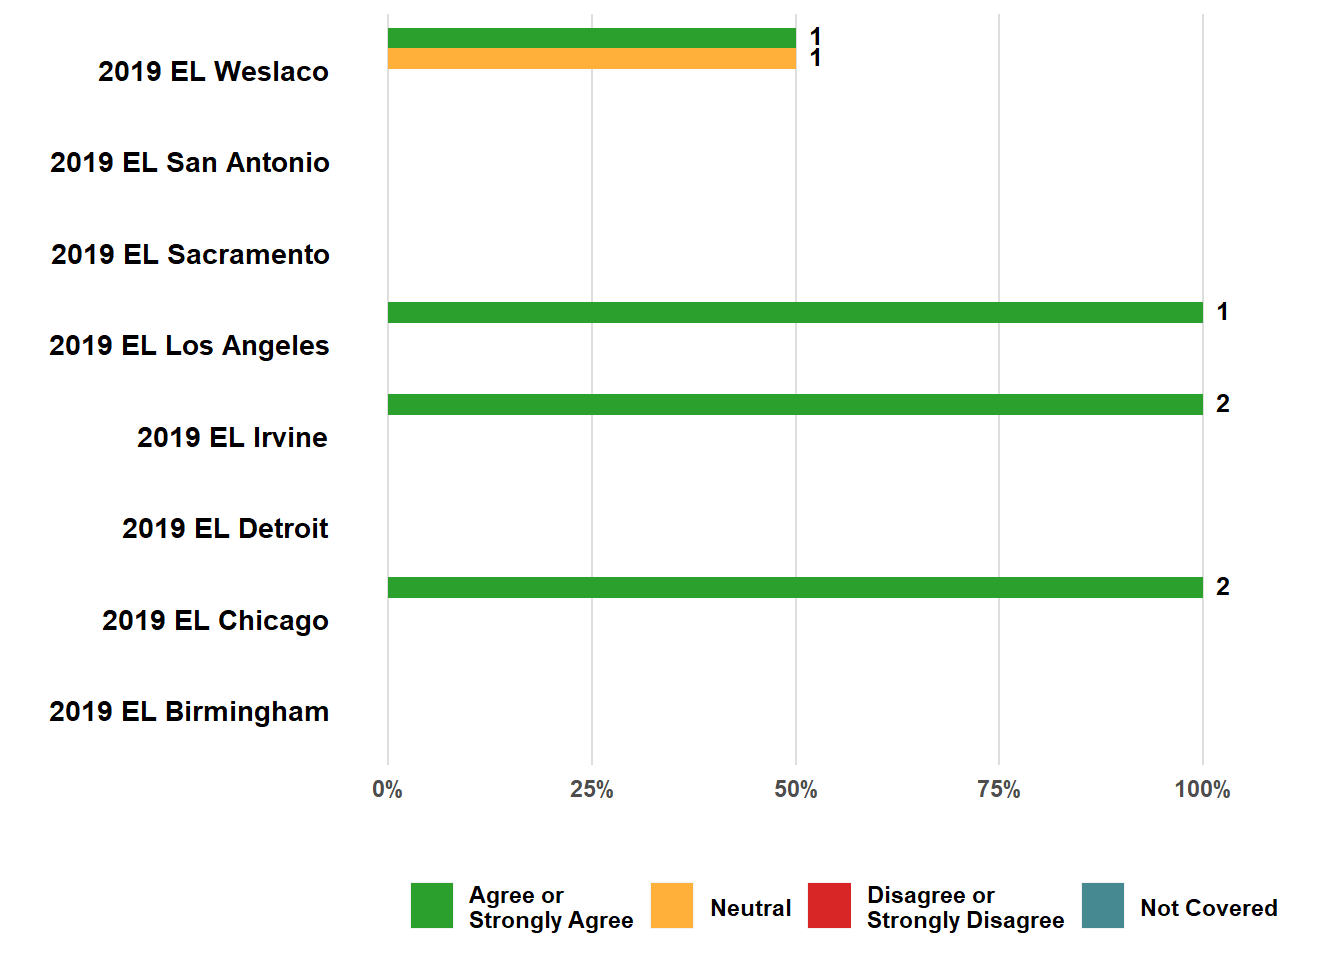 1
1
2019 EL Weslaco
2019 EL San Antonio
2019 EL Sacramento
1
2019 EL Los Angeles
2
2019 EL Irvine
2019 EL Detroit
2
2019 EL Chicago
2019 EL Birmingham
0% 25% 50% 75% 100%
Agree or
Strongly Agree
Neutral
Disagree or
Strongly Disagree
Not Covered